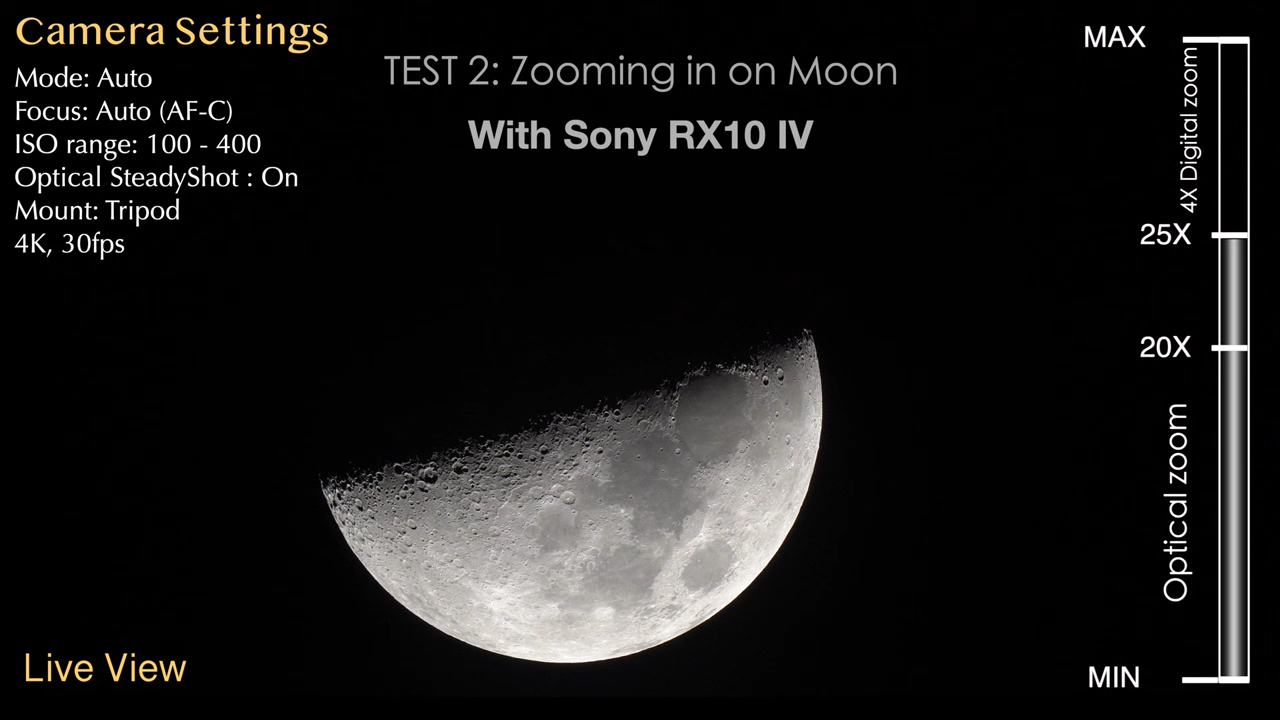 Camera Settings
Mode: Auto
Focus: Auto (AF-C)
ISO range: 100 - 400
Optical SteadyShot : On
Mount: Tripod
4K, 30fps
TEST 2: Zooming in on Moon
With Sony RX10 IV
MAX
4X Digital zoom
25X
20X
Optical zoom
MIN
Live View